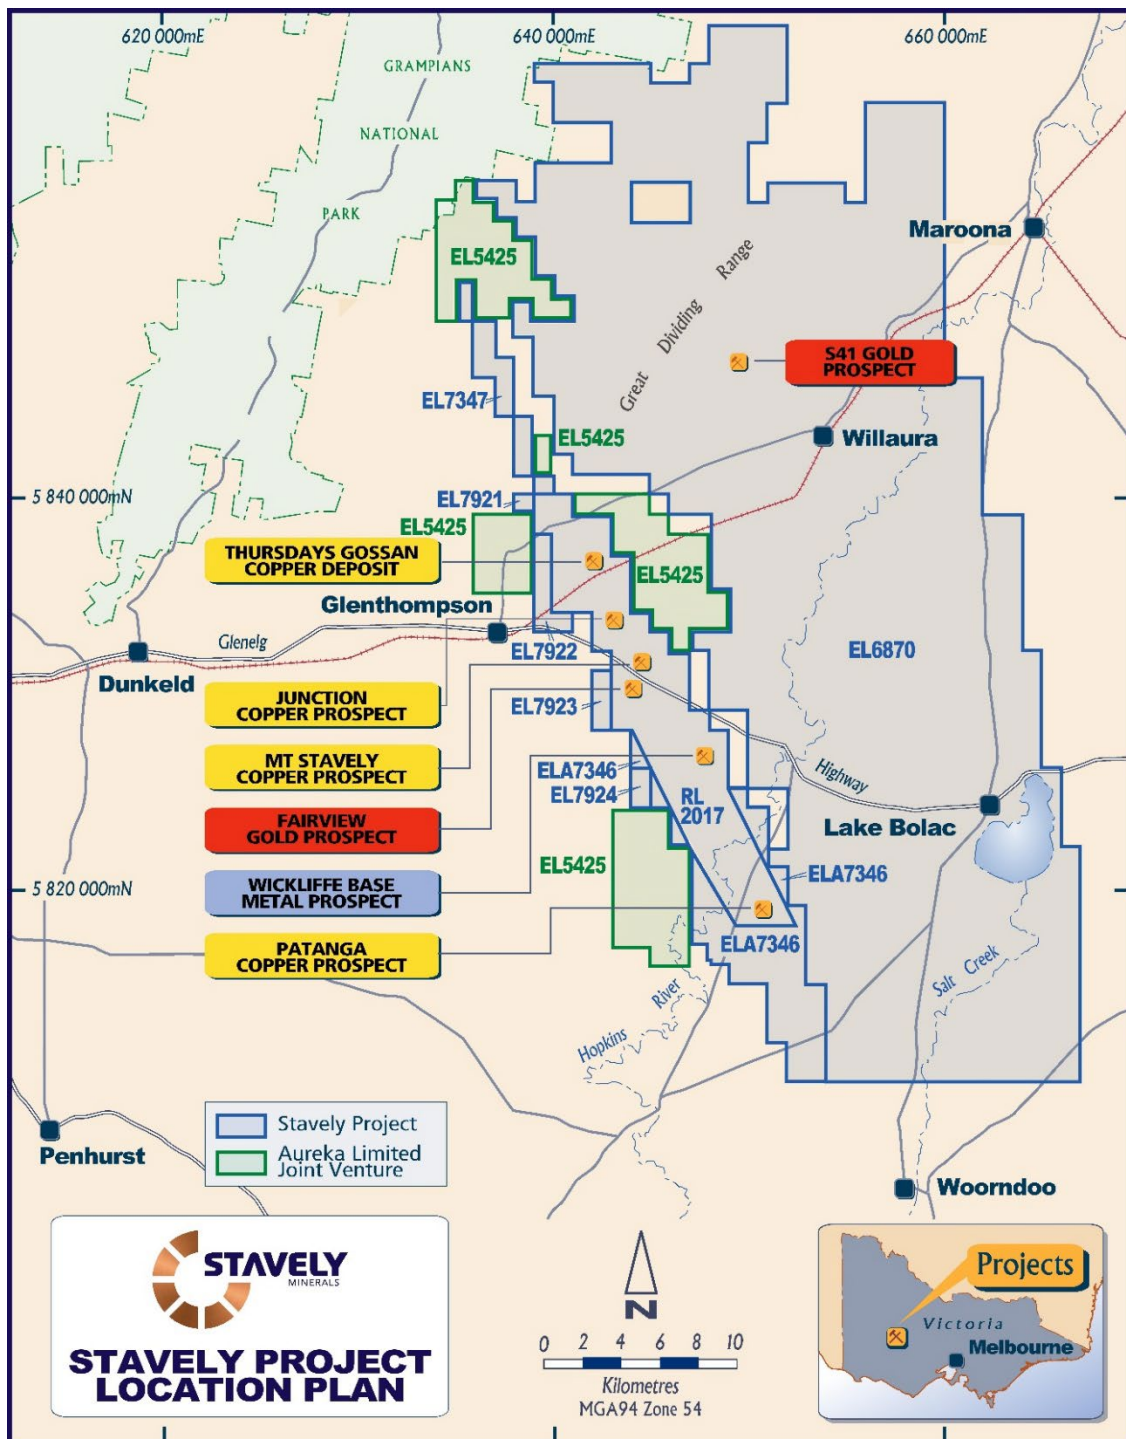 620 000mE
640 000mE
660 000mE
GRAMPIANS
NATIONAL
PARK
Maroona
EL5425
Great Dividing Range
S41 GOLD
PROSPECT
EL7347
EL5425
Willaura
5 840 000mN
EL7921
EL5425
THURSDAYS GOSSAN
COPPER DEPOSIT
EL5425
Glenthompson
Glenelg
EL7922
EL6870
Dunkeld
JUNCTION
COPPER PROSPECT
EL7923
MT STAVELY
COPPER PROSPECT
ELA7346
Highway
EL7924
RL
2017
FAIRVIEW
GOLD PROSPECT
Lake Bolac
EL5425
ELA7346
5 820 000mN
WICKLIFFE BASE
METAL PROSPECT
PATANGA
COPPER PROSPECT
ELA7346
Salt Creek
Hopkins River
Stavely Project
Aureka Limited
Joint Venture
Penhurst
Woorndoo
STAVELY
MINERALS
STAVELY PROJECT
LOCATION PLAN
N
0 2 4 6 8 10
Kilometres
MGA94 Zone 54
Projects
Victoria
Melbourne